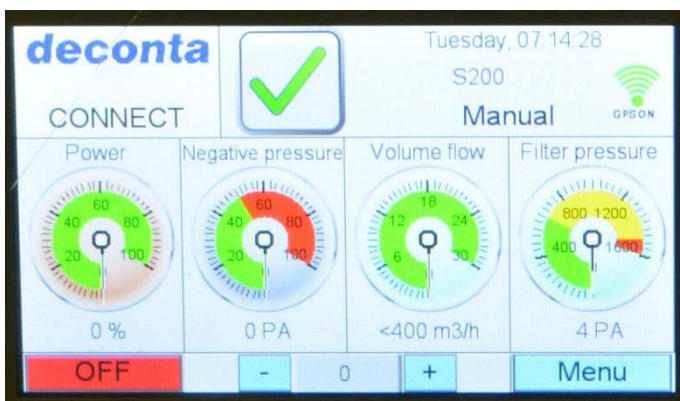 deconta
CONNECT
Tuesday, 07:14:28
S200
Manual
GPS ON
Power
20 40 60 80 100
0 %
Negative pressure
20 40 60 80 100
0 PA
Volume flow
6 12 18 24 30
<400 m3/h
Filter pressure
400 800 1200 1600
4 PA
OFF
- 0 +
Menu